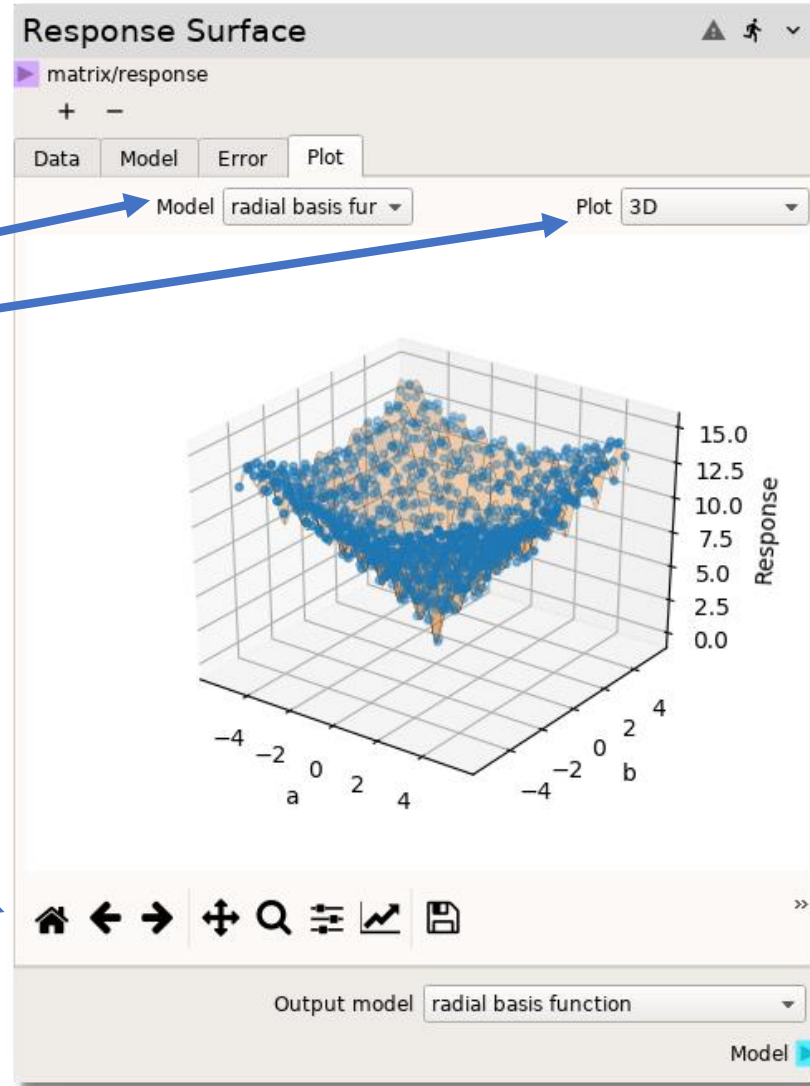 Response Surface
matrix/response
+ −
Data Model Error Plot
Model radial basis fur Plot 3D
15.0
12.5
10.0
7.5
5.0
2.5
0.0
Response
−4 −2 0 2 4
a
−4 −2 0 2 4
b
»
Output model radial basis function
Model